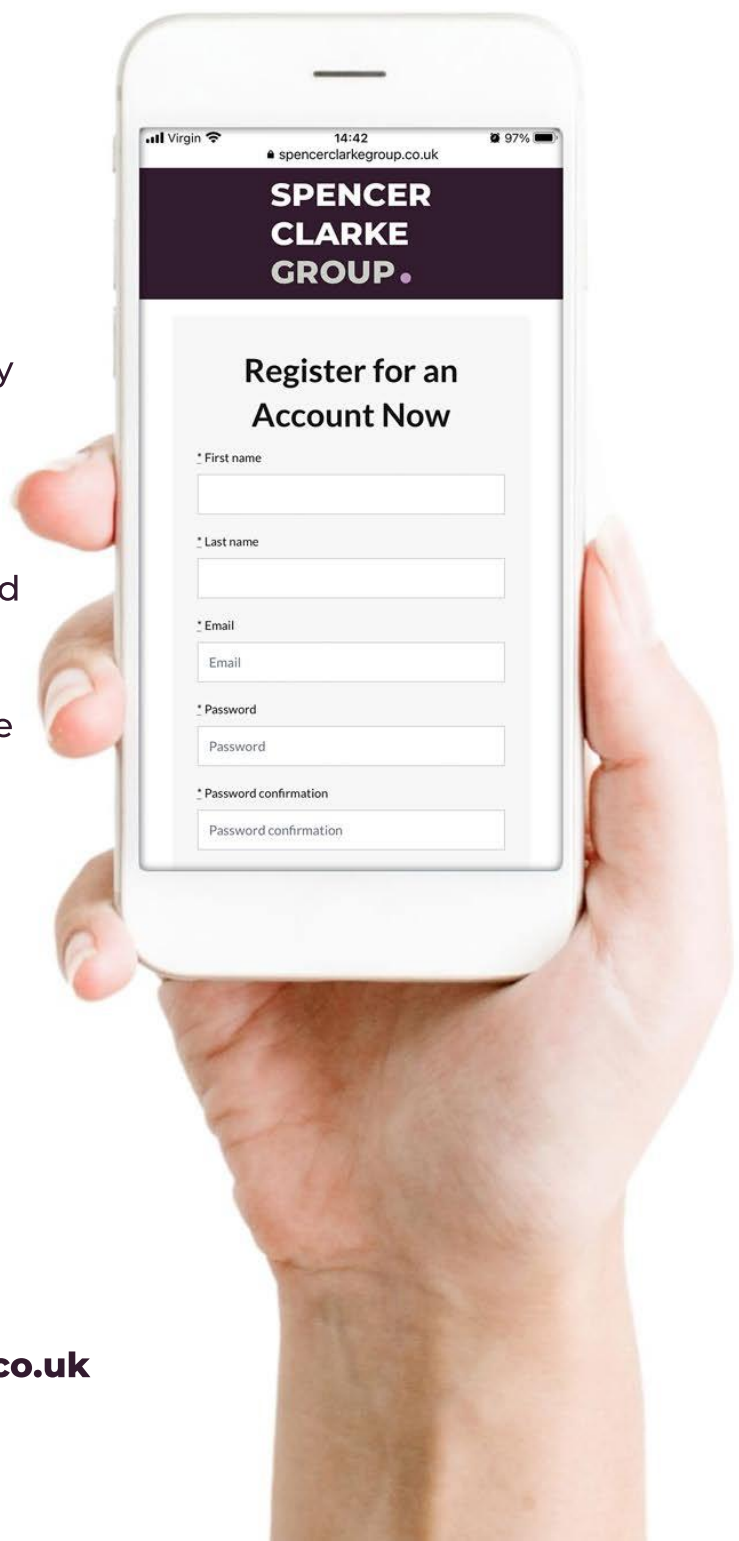 Virgin 14:42 97%
spencerclarkegroup.co.uk
SPENCER
CLARKE
GROUP.
y
Register for an
Account Now
* First name
* Last name
d
* Email
Email
e
* Password
Password
* Password confirmation
Password confirmation
co.uk